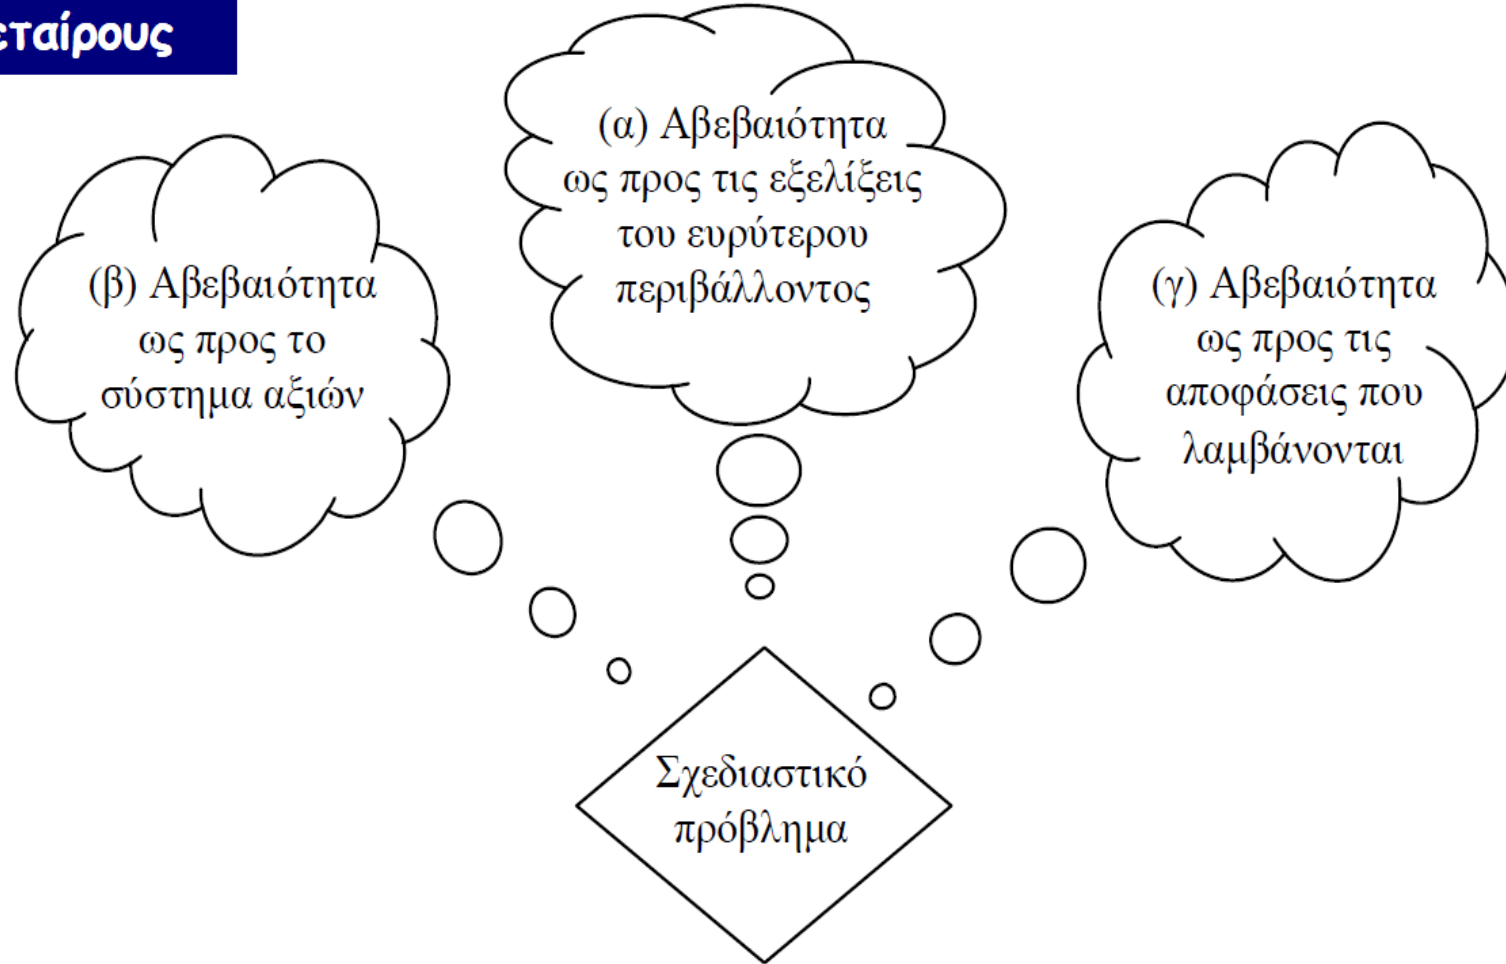 εταίρους
(α) Αβεβαιότητα
ως προς τις εξελίξεις
του ευρύτερου
περιβάλλοντος
(β) Αβεβαιότητα
ως προς το
σύστημα αξιών
(γ) Αβεβαιότητα
ως προς τις
αποφάσεις που
λαμβάνονται
Σχεδιαστικό
πρόβλημα